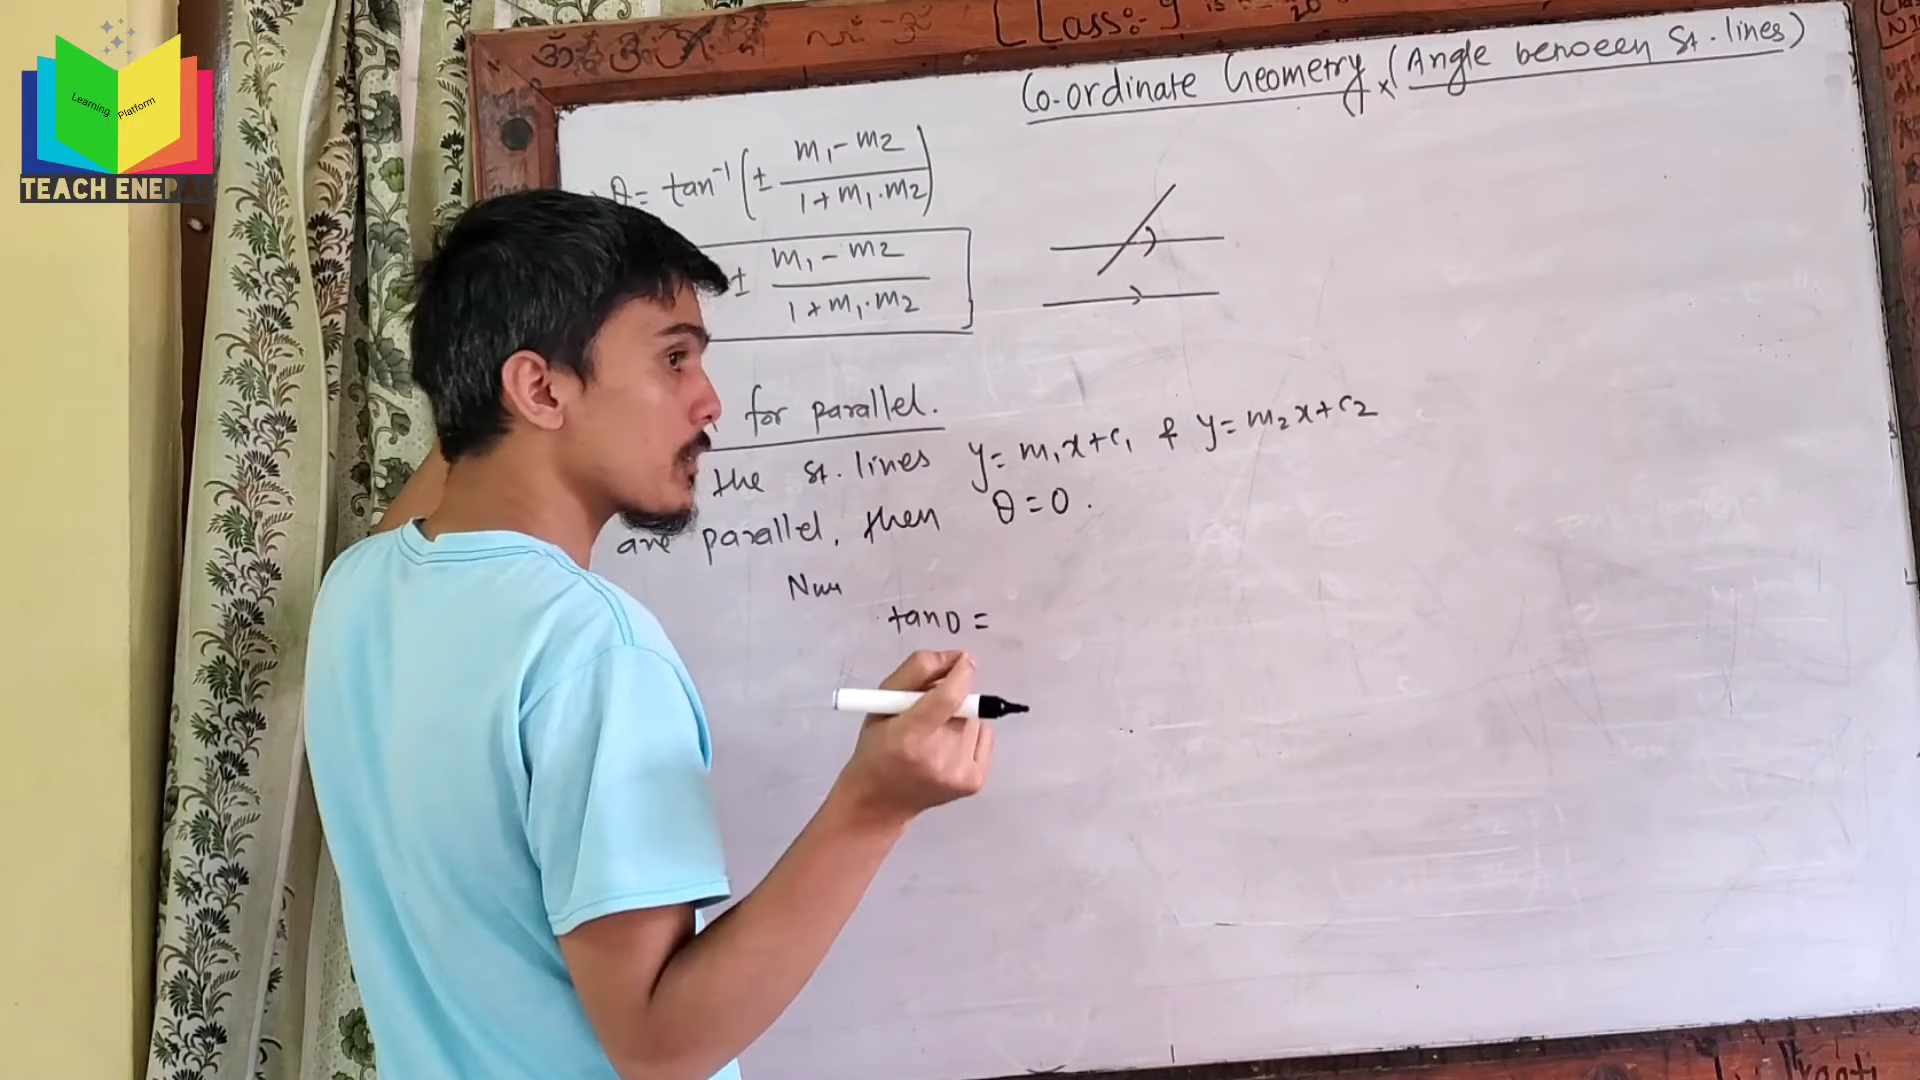 Learning Platform
TEACH ENEPA
[Class:- 9
Co-ordinate Geometry (Angle between St. lines)
θ = tan⁻¹ (± m₁ - m₂ / 1 + m₁.m₂)
± m₁ - m₂ / 1 + m₁.m₂
for parallel.
the st. lines y = m₁x + c₁ & y = m₂x + c₂
are parallel, then θ = 0.
Now
tan0 =